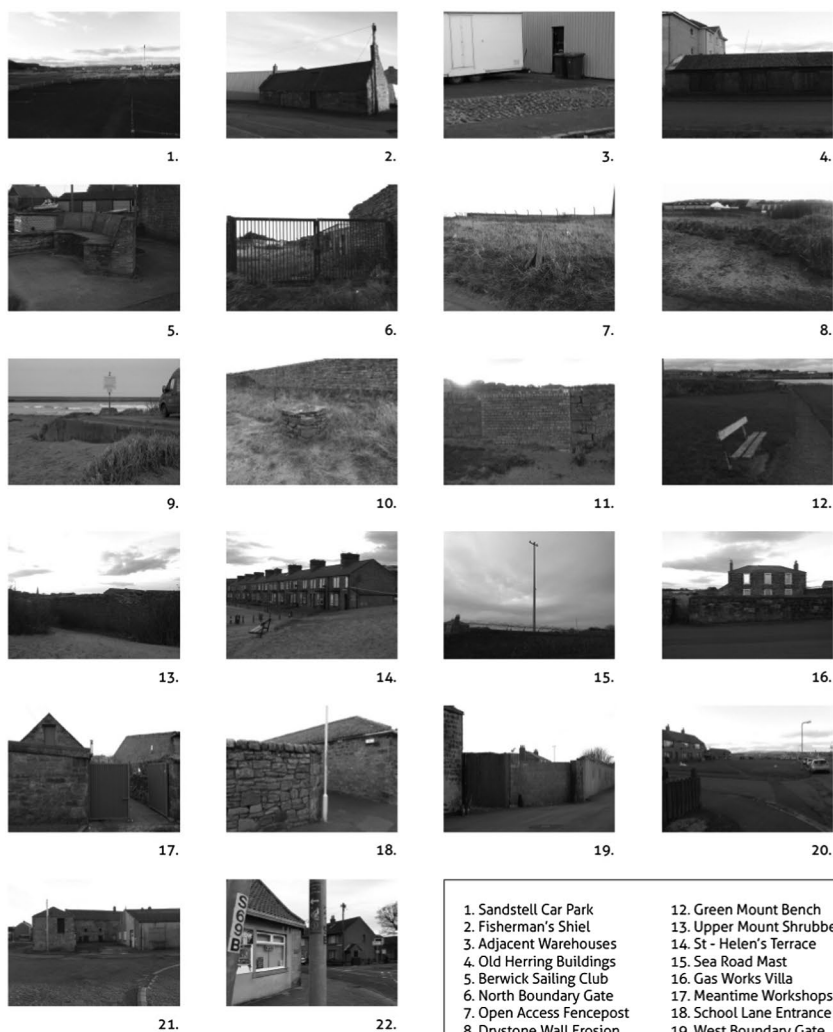 1. 2. 3. 4.
5. 6. 7. 8.
9. 10. 11. 12.
13. 14. 15. 16.
17. 18. 19. 20.
S69B
21. 22.
1. Sandstell Car Park
2. Fisherman's Shiel
3. Adjacent Warehouses
4. Old Herring Buildings
5. Berwick Sailing Club
6. North Boundary Gate
7. Open Access Fencepost
8. Drystone Wall Erosion
12. Green Mount Bench
13. Upper Mount Shrubbe
14. St - Helen's Terrace
15. Sea Road Mast
16. Gas Works Villa
17. Meantime Workshops
18. School Lane Entrance
19. West Boundary Gate